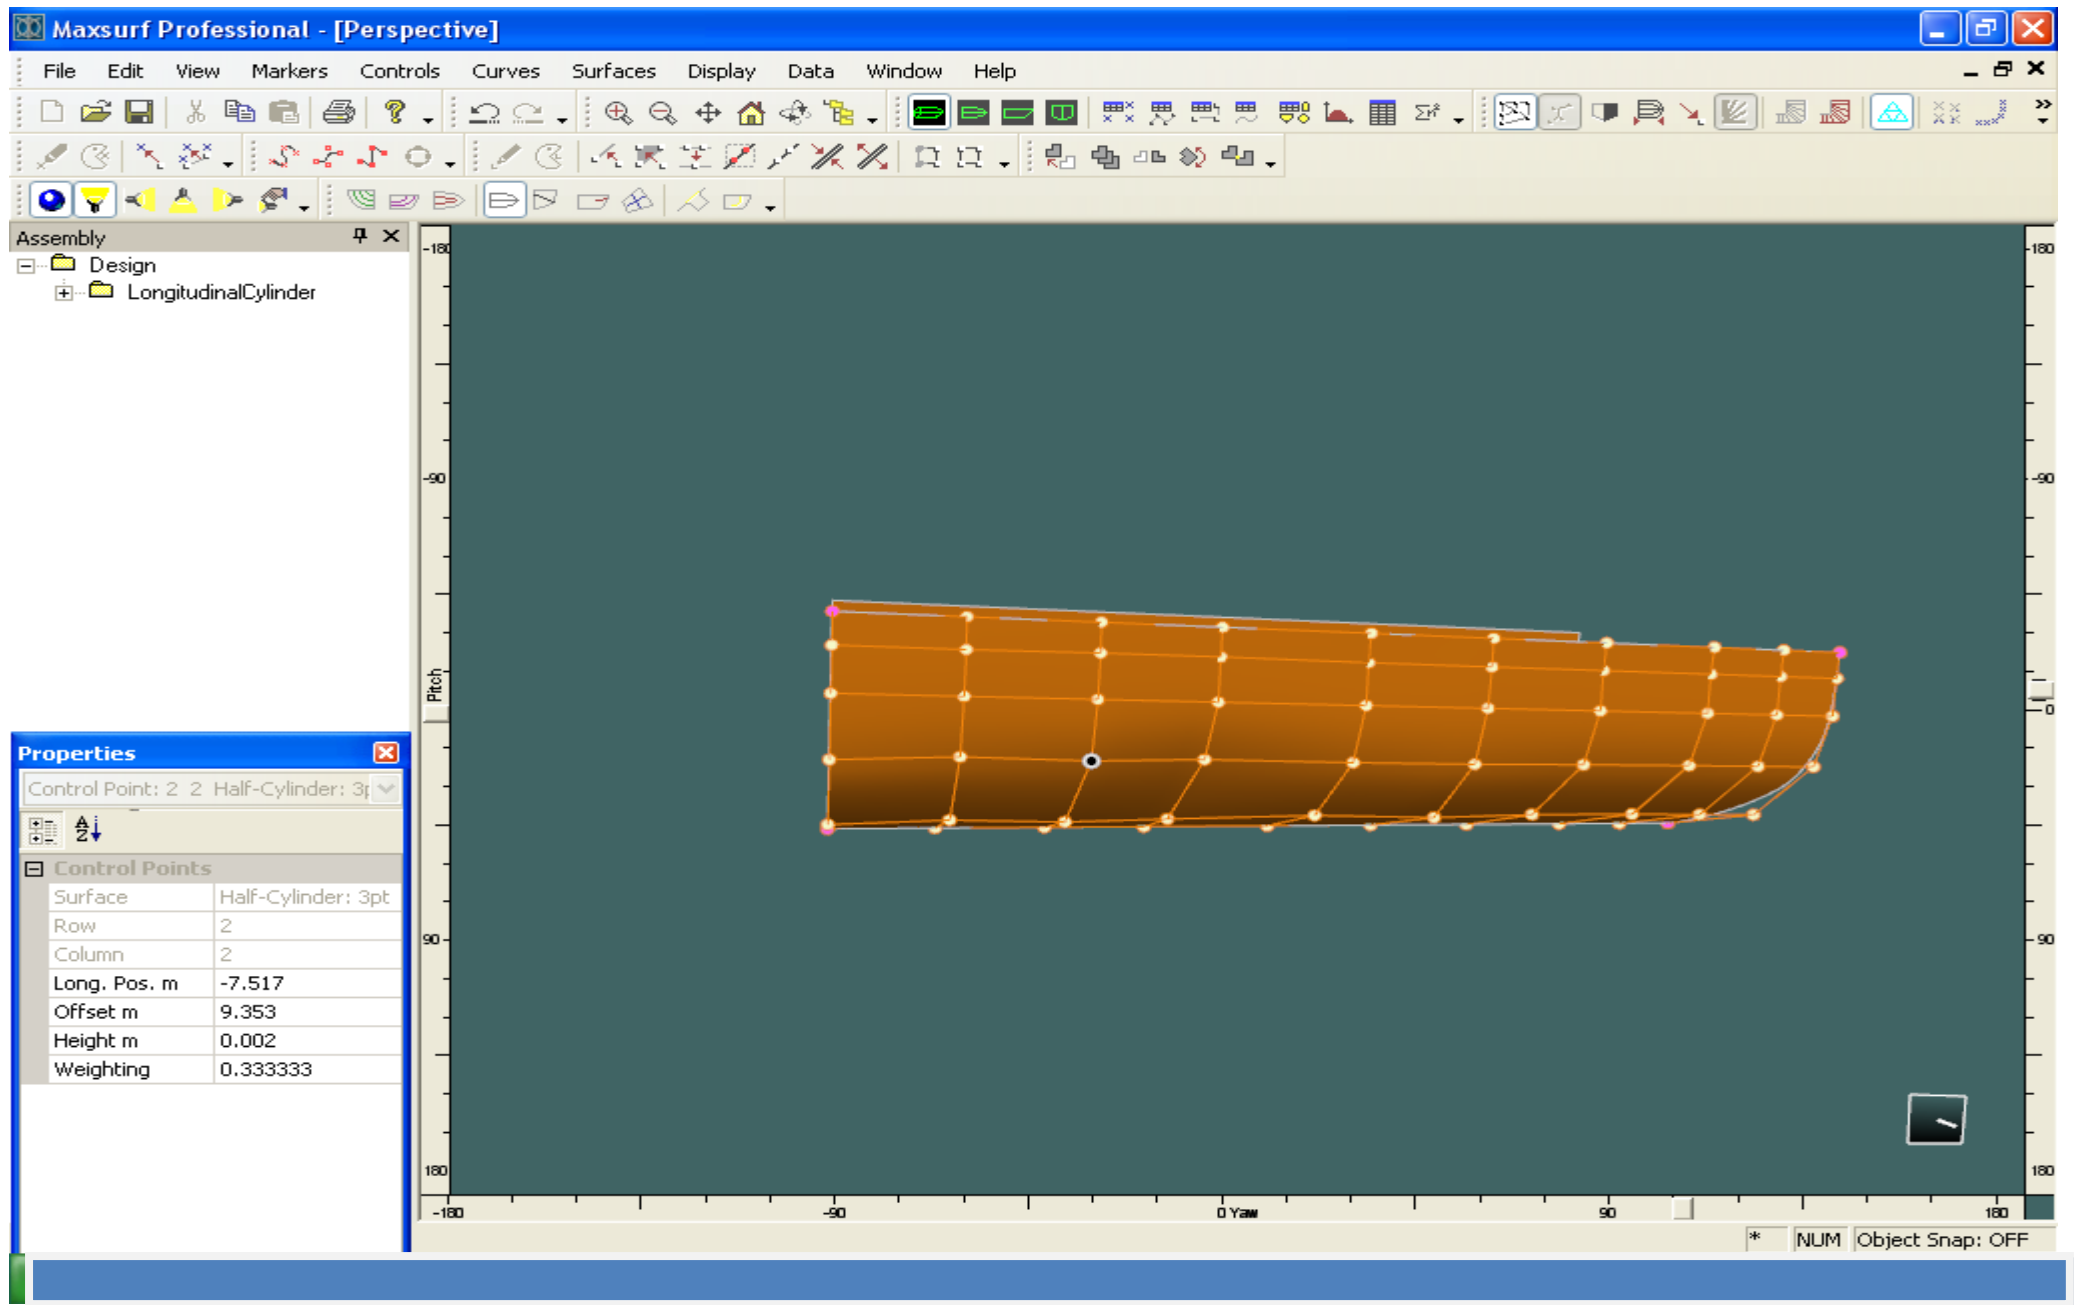 Maxsurf Professional - [Perspective]
File Edit View Markers Controls Curves Surfaces Display Data Window Help
Assembly
Design
LongitudinalCylinder
-180
-180
-90
-90
Pitch
0
90
90
180
180
-180
-90
0 Yaw
90
180
Properties
Control Point: 2 2 Half-Cylinder: 3p
Control Points
Surface Half-Cylinder: 3pt
Row 2
Column 2
Long. Pos. m -7.517
Offset m 9.353
Height m 0.002
Weighting 0.333333
* NUM Object Snap: OFF